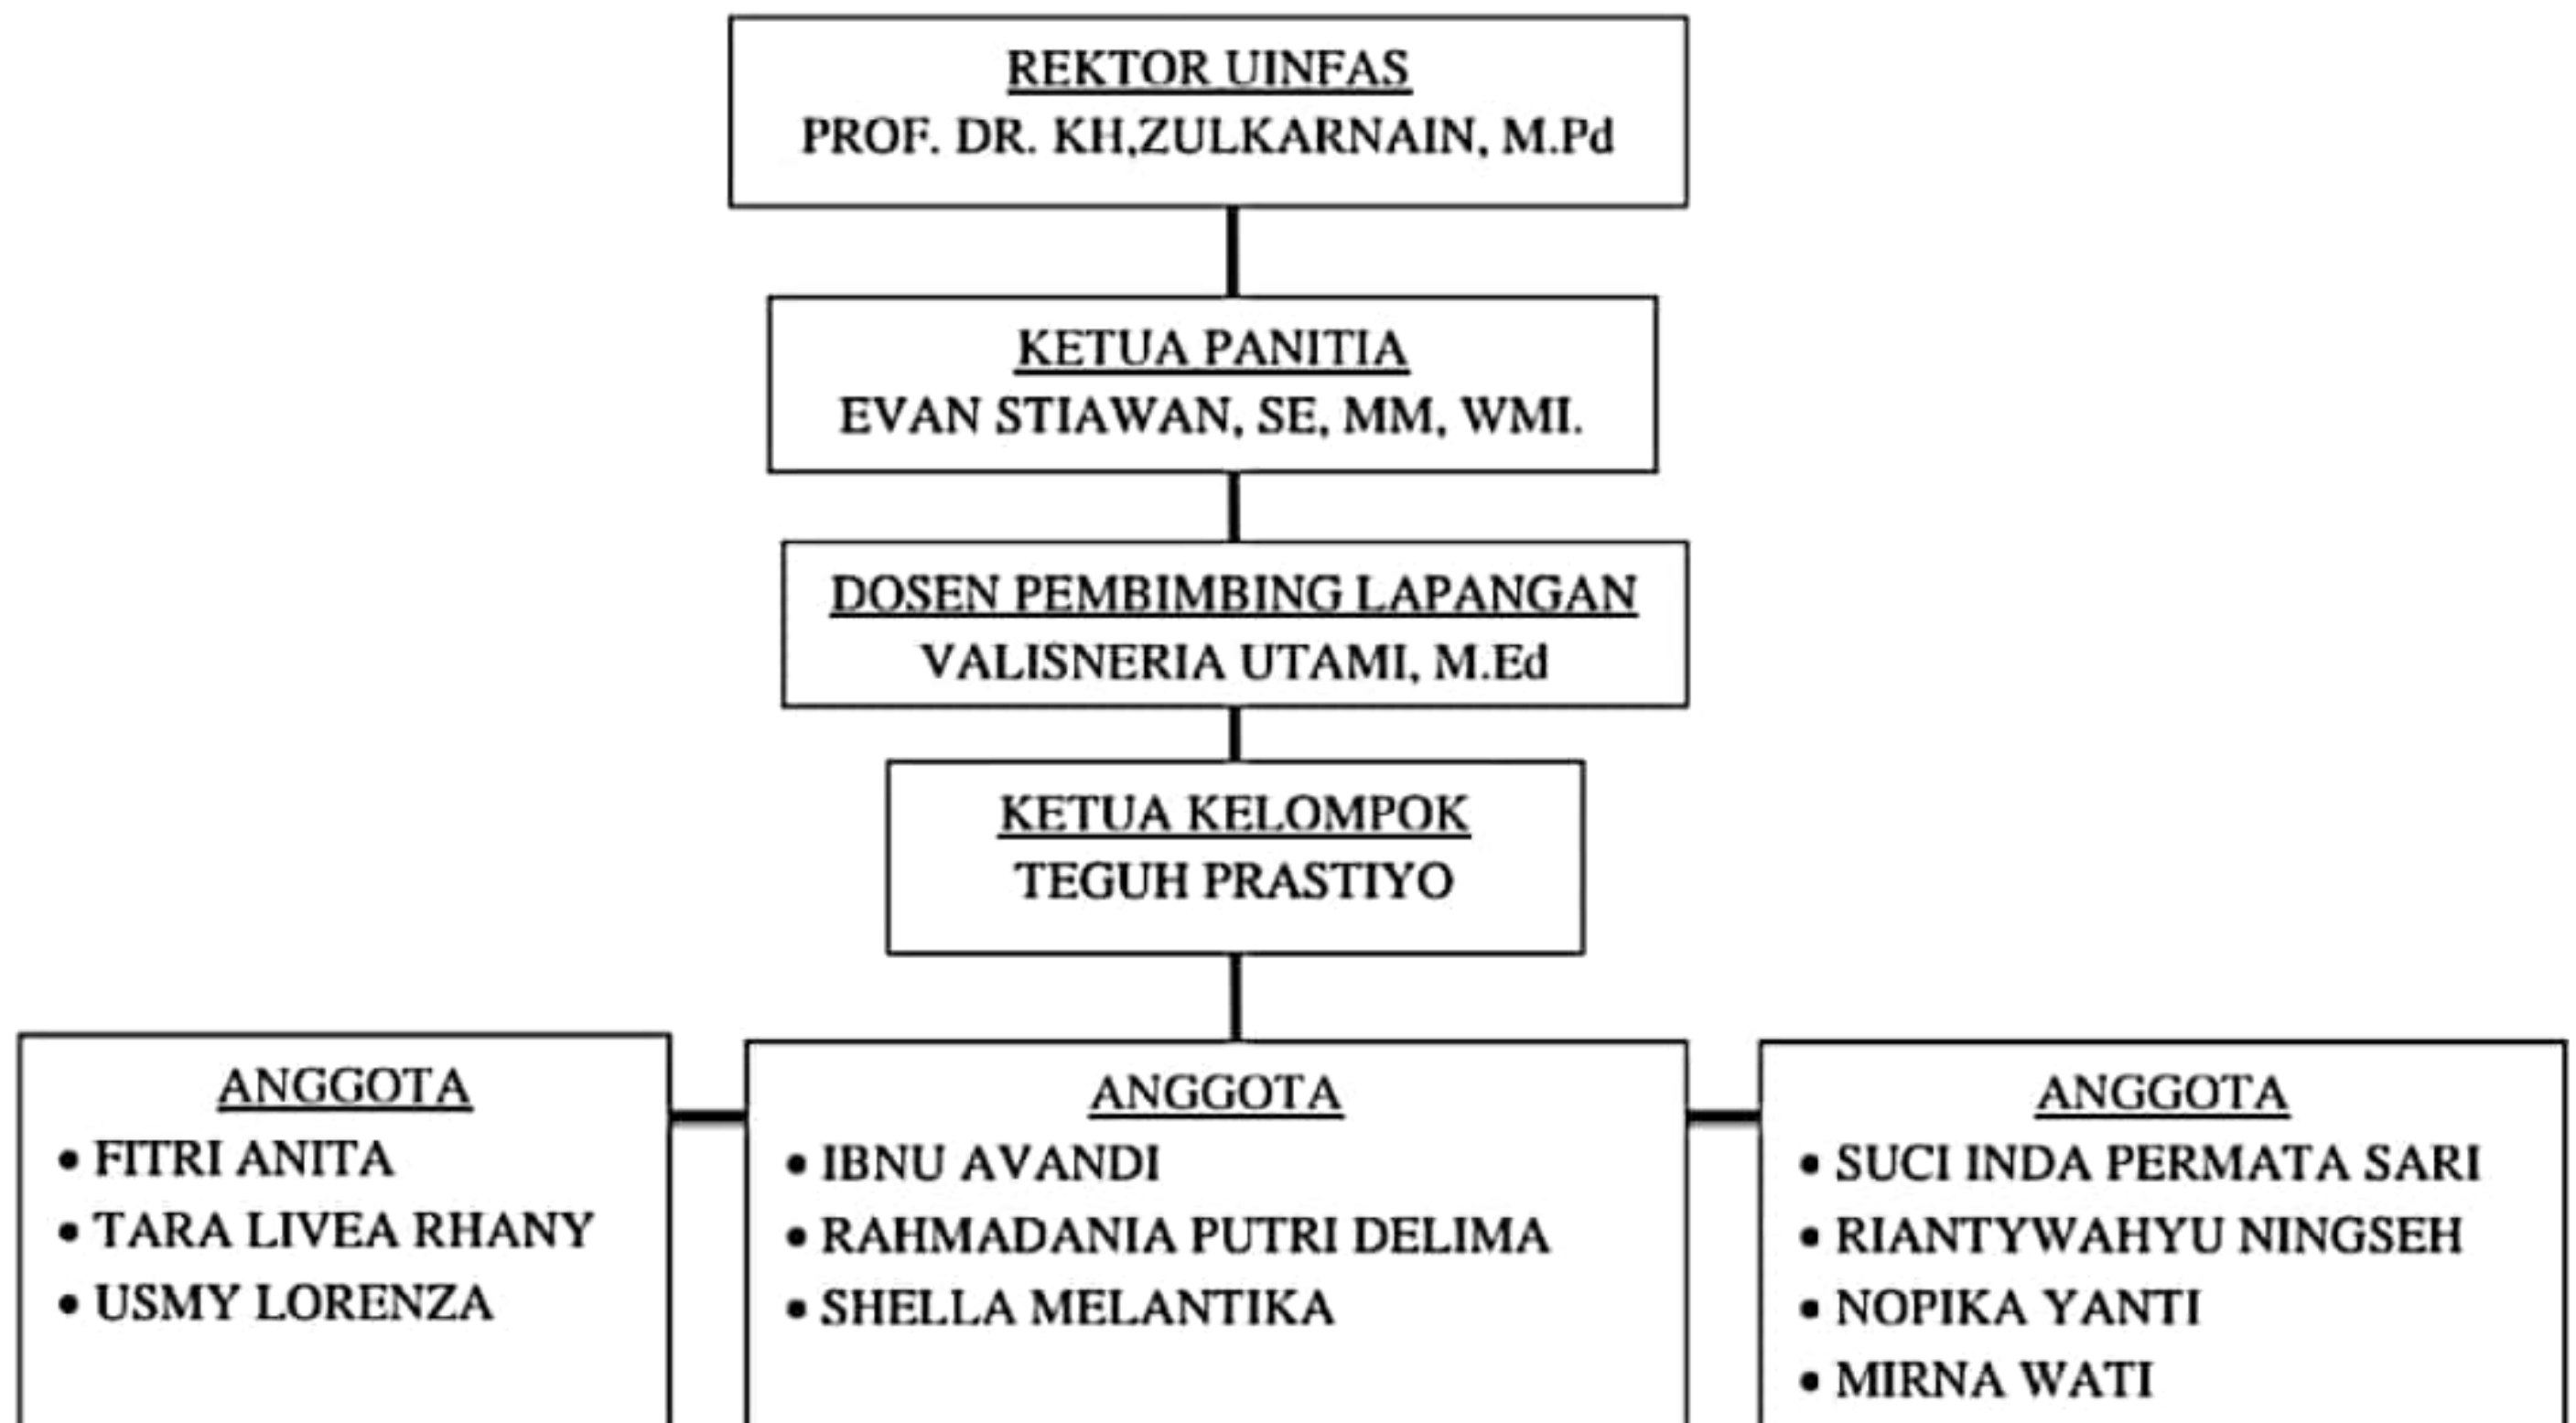 REKTOR UINFAS
PROF. DR. KH,ZULKARNAIN, M.Pd
KETUA PANITIA
EVAN STIAWAN, SE, MM, WMI.
DOSEN PEMBIMBING LAPANGAN
VALISNERIA UTAMI, M.Ed
KETUA KELOMPOK
TEGUH PRASTIYO
ANGGOTA
• FITRI ANITA
• TARA LIVEA RHANY
• USMY LORENZA
ANGGOTA
• IBNU AVANDI
• RAHMADANIA PUTRI DELIMA
• SHELLA MELANTIKA
ANGGOTA
• SUCI INDA PERMATA SARI
• RIANTYWAHYU NINGSEH
• NOPIKA YANTI
• MIRNA WATI